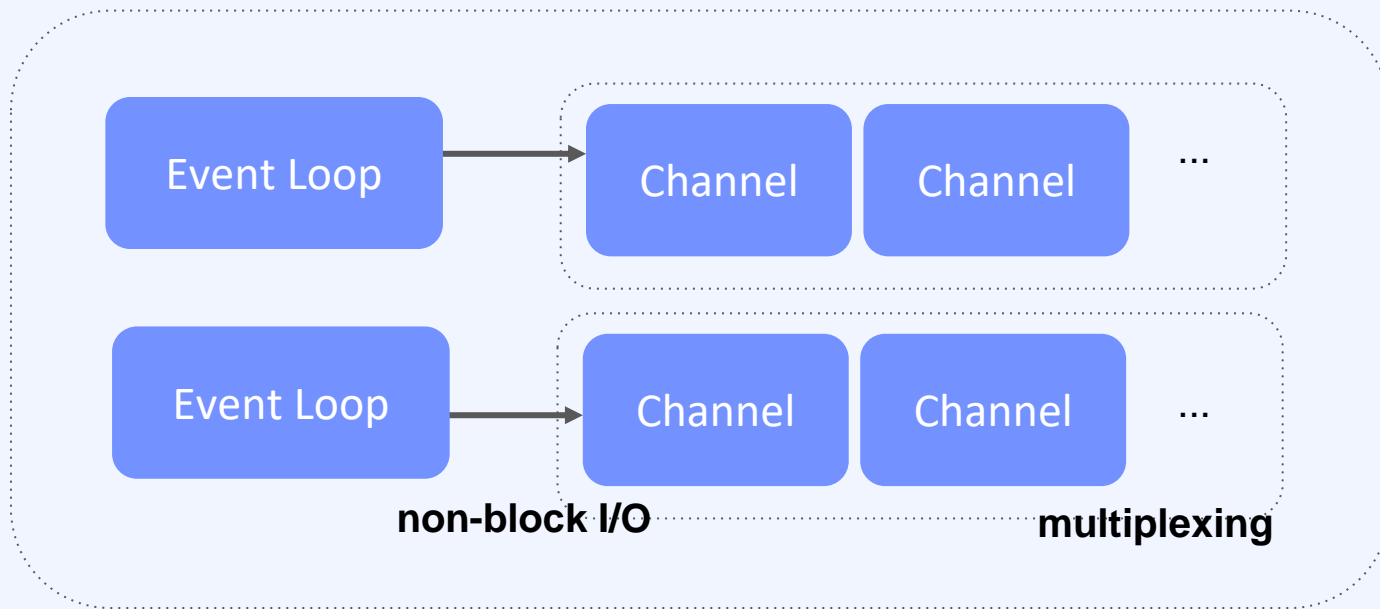 Event Loop
Channel
Channel
...
Event Loop
Channel
Channel
...
non-block I/O
multiplexing